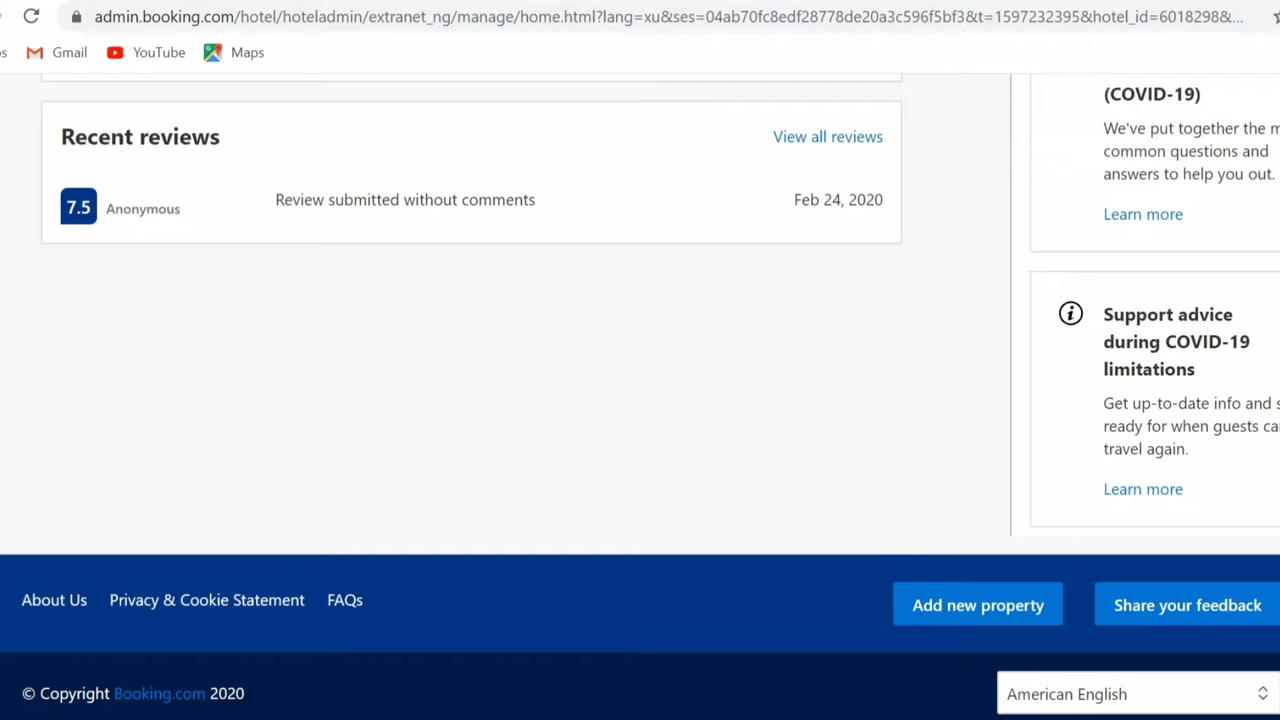 admin.booking.com/hotel/hoteladmin/extranet_ng/manage/home.html?lang=xu&ses=04ab70fc8edf28778de20a3c596f5bf3&t=1597232395&hotel_id=6018298&...
Gmail YouTube Maps
Recent reviews
View all reviews
7.5 Anonymous
Review submitted without comments
Feb 24, 2020
(COVID-19)
We've put together the
common questions and
answers to help you out.
Learn more
Support advice
during COVID-19
limitations
Get up-to-date info and
ready for when guests
travel again.
Learn more
About Us Privacy & Cookie Statement FAQs
Add new property
Share your feedback
© Copyright Booking.com 2020
American English